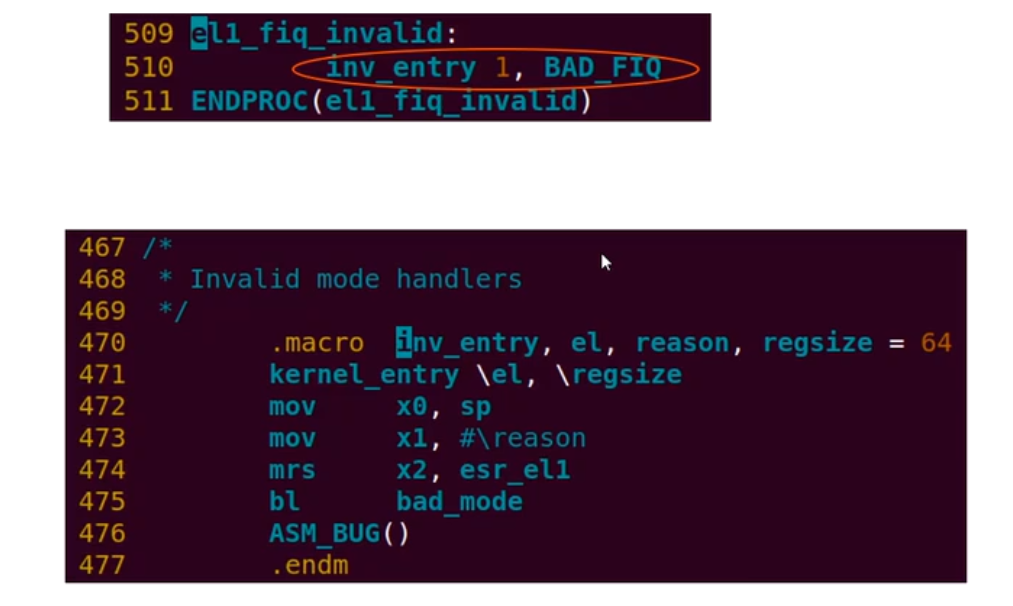 509 el1_fiq_invalid:
510 inv_entry 1, BAD_FIQ
511 ENDPROC(el1_fiq_invalid)
467 /*
468 * Invalid mode handlers
469 */
470 .macro inv_entry, el, reason, regsize = 64
471 kernel_entry \el, \regsize
472 mov x0, sp
473 mov x1, #\reason
474 mrs x2, esr_el1
475 bl bad_mode
476 ASM_BUG()
477 .endm